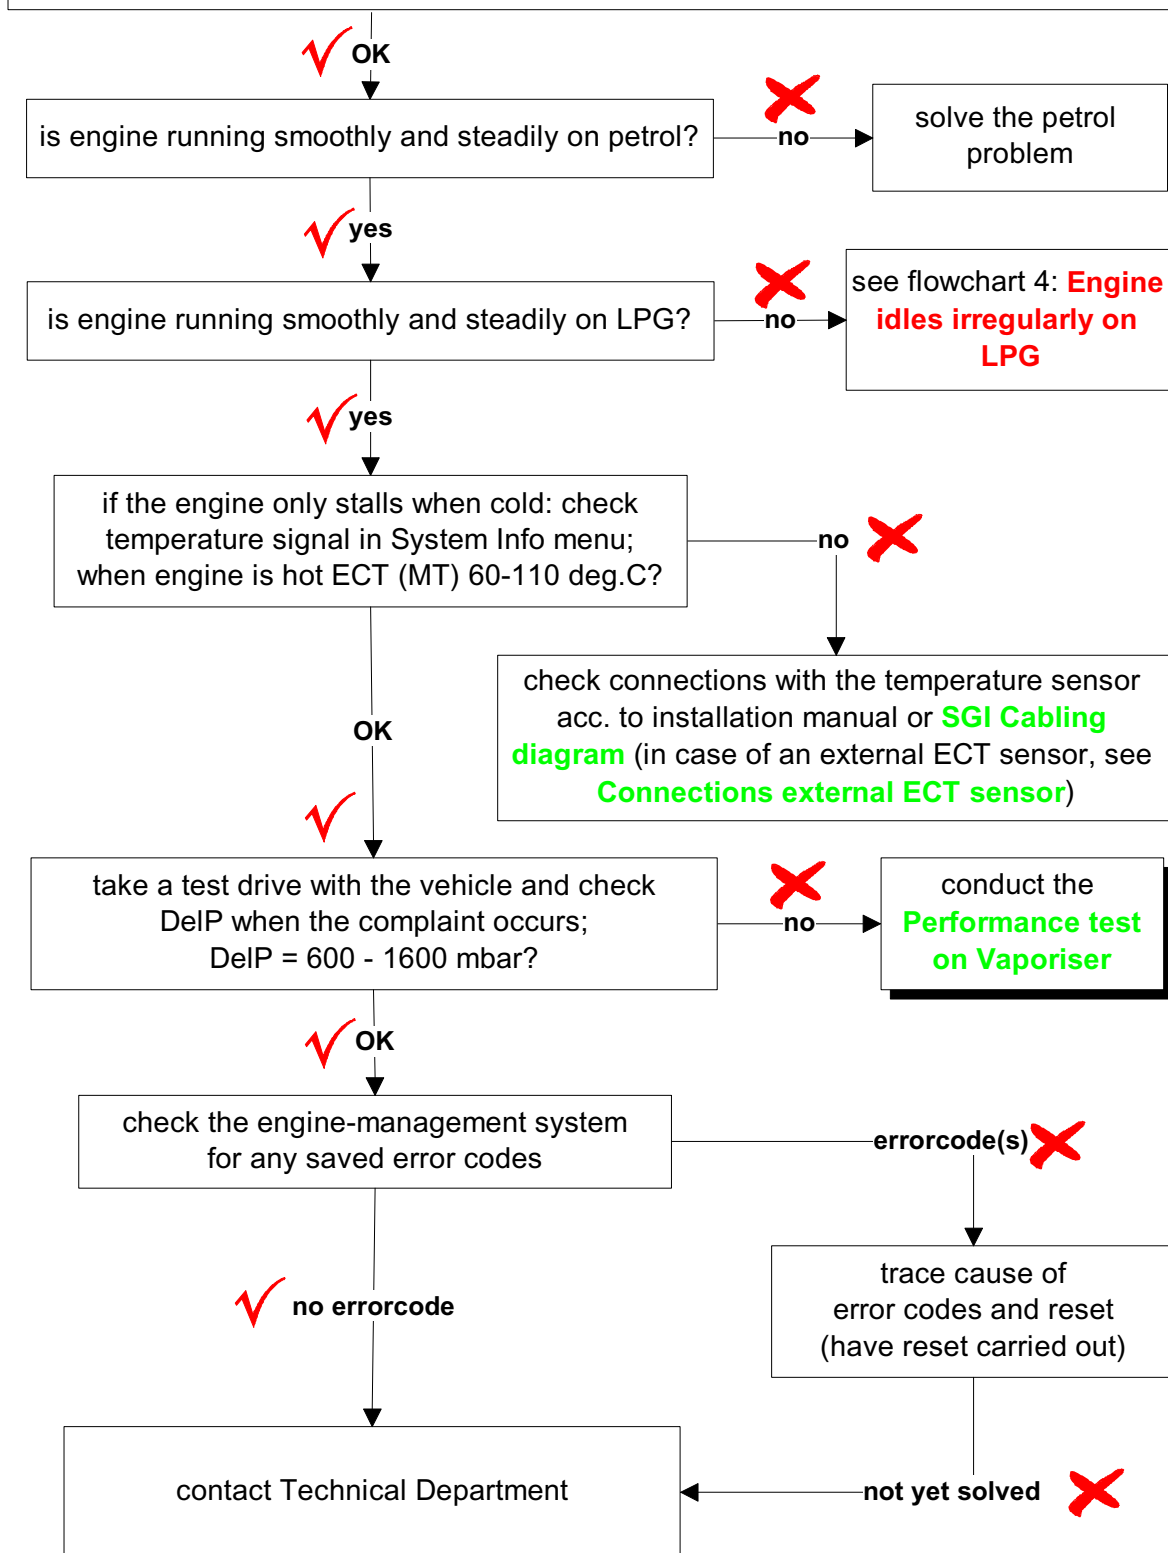 OK
is engine running smoothly and steadily on petrol?
no
solve the petrol
problem
yes
is engine running smoothly and steadily on LPG?
no
see flowchart 4: Engine
idles irregularly on
LPG
yes
if the engine only stalls when cold: check
temperature signal in System Info menu;
when engine is hot ECT (MT) 60-110 deg.C?
no
check connections with the temperature sensor
acc. to installation manual or SGI Cabling
diagram (in case of an external ECT sensor, see
Connections external ECT sensor)
OK
take a test drive with the vehicle and check
DelP when the complaint occurs;
DelP = 600 - 1600 mbar?
no
conduct the
Performance test
on Vaporiser
OK
check the engine-management system
for any saved error codes
errorcode(s)
trace cause of
error codes and reset
(have reset carried out)
no errorcode
contact Technical Department
not yet solved